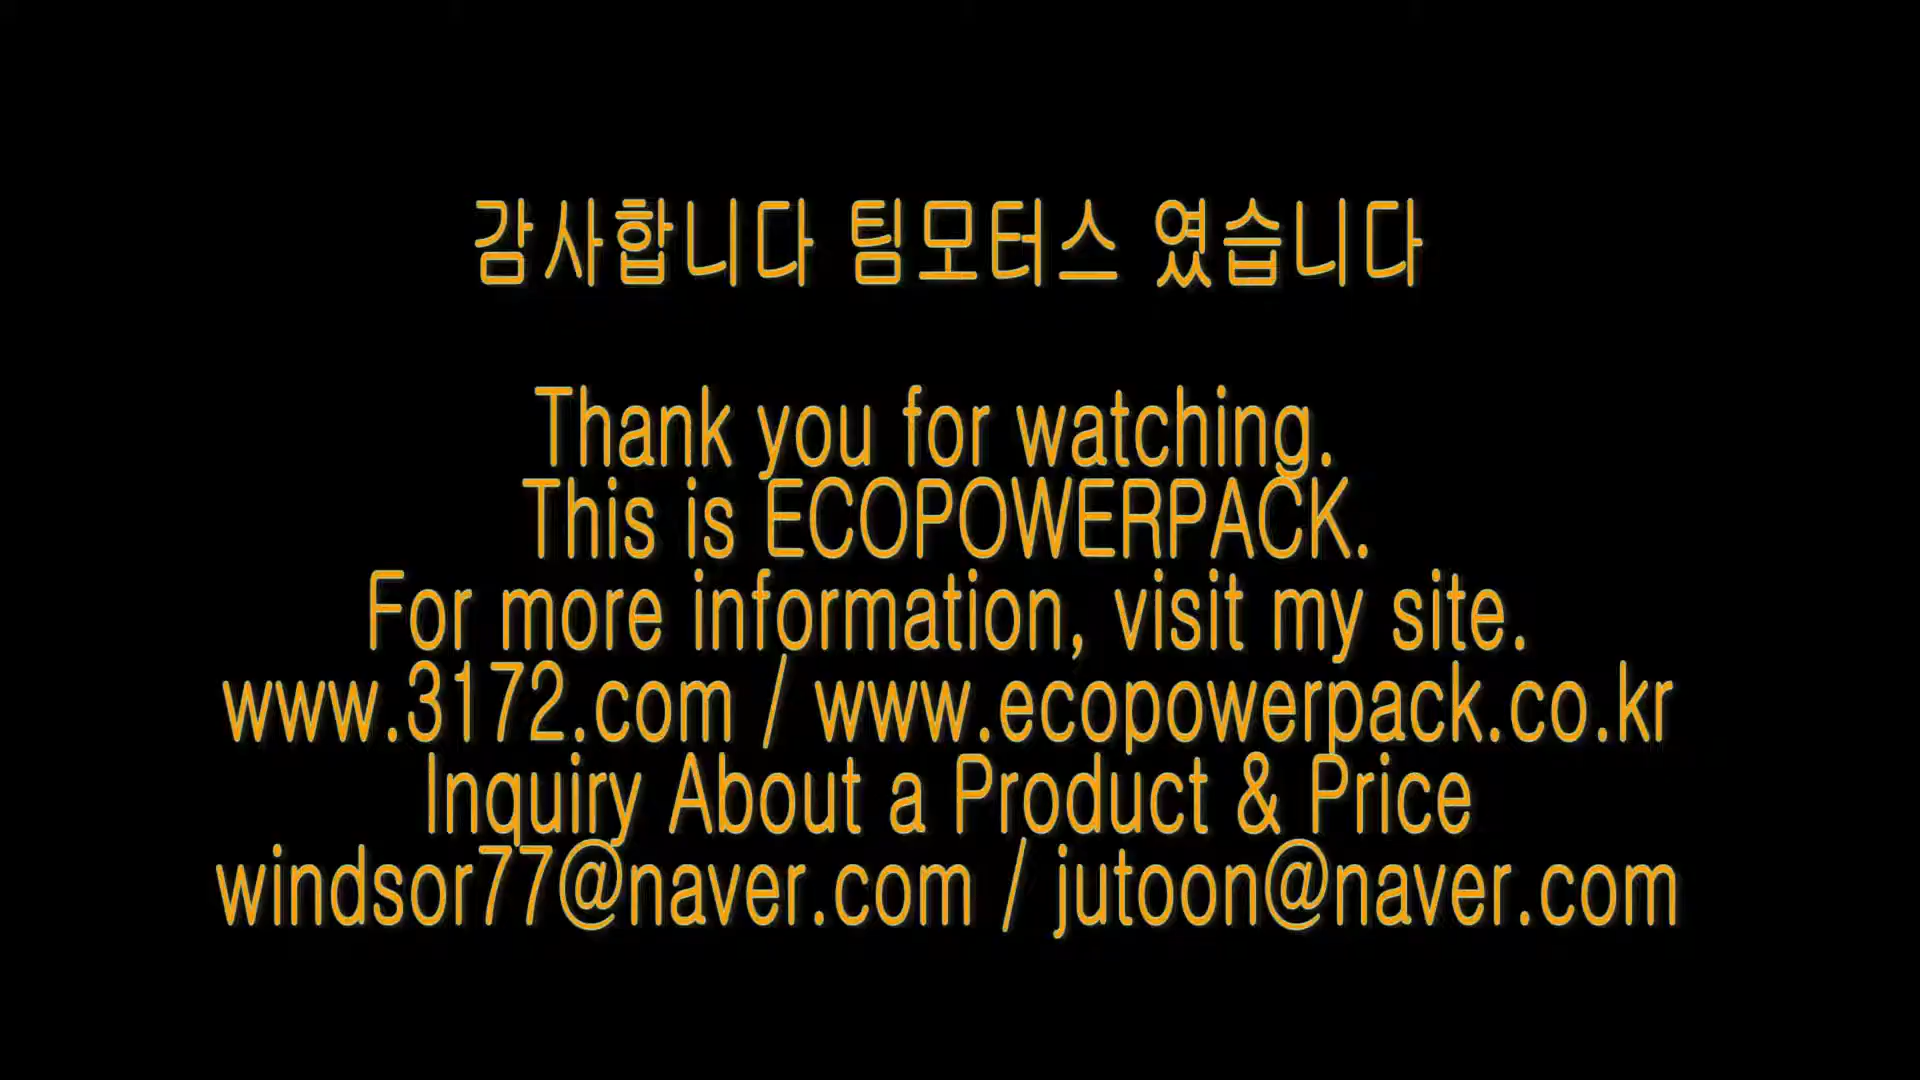 감사합니다 팀모터스 였습니다
Thank you for watching.
This is ECOPOWERPACK.
For more information, visit my site.
www.3172.com / www.ecopowerpack.co.kr
Inquiry About a Product & Price
windsor77@naver.com / jutoon@naver.com